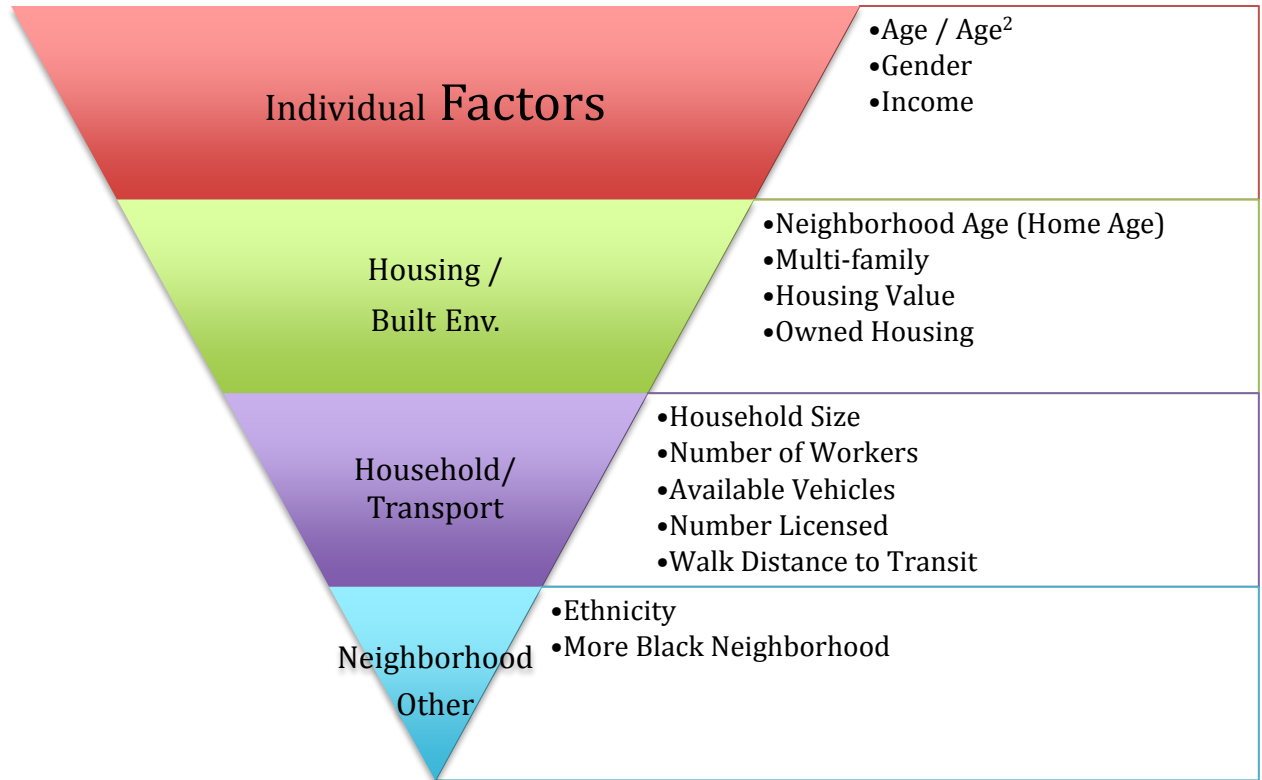 Individual Factors
•Age / Age²
•Gender
•Income
Housing /
Built Env.
•Neighborhood Age (Home Age)
•Multi-family
•Housing Value
•Owned Housing
Household/
Transport
•Household Size
•Number of Workers
•Available Vehicles
•Number Licensed
•Walk Distance to Transit
Neighborhood
Other
•Ethnicity
•More Black Neighborhood